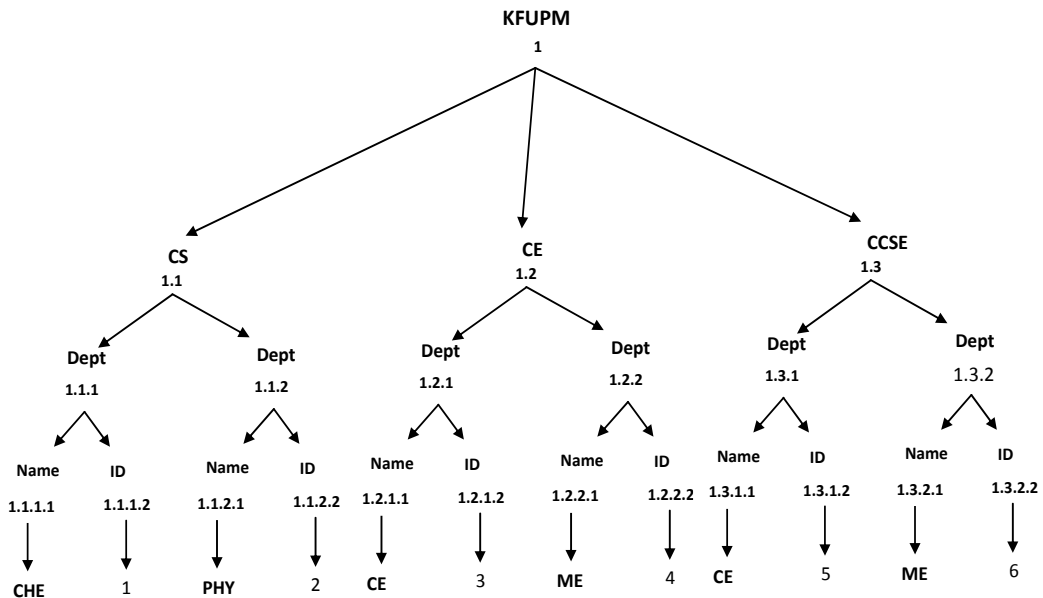 KFUPM
1
CS CE CCSE
1.1 1.2 1.3
Dept Dept Dept Dept Dept Dept
1.1.1 1.1.2 1.2.1 1.2.2 1.3.1 1.3.2
Name ID Name ID Name ID Name ID Name ID Name ID
1.1.1.1 1.1.1.2 1.1.2.1 1.1.2.2 1.2.1.1 1.2.1.2 1.2.2.1 1.2.2.2 1.3.1.1 1.3.1.2 1.3.2.1 1.3.2.2
CHE 1 PHY 2 CE 3 ME 4 CE 5 ME 6